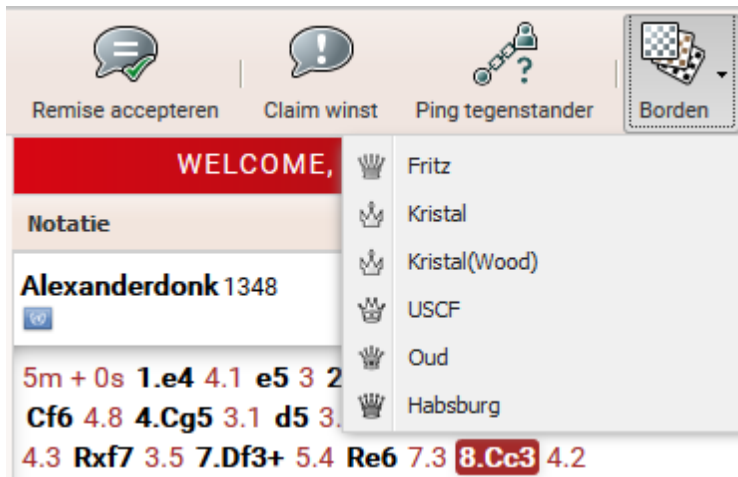 Remise accepteren
Claim winst
Ping tegenstander
Borden
WELCOME,
Fritz
Notatie
Kristal
Kristal(Wood)
Alexanderdonk 1348
USCF
Oud
Habsburg
5m + 0s 1.e4 4.1 e5 3 2
Cf6 4.8 4.Cg5 3.1 d5 3.
4.3 Rxf7 3.5 7.Df3+ 5.4 Re6 7.3 8.Cc3 4.2